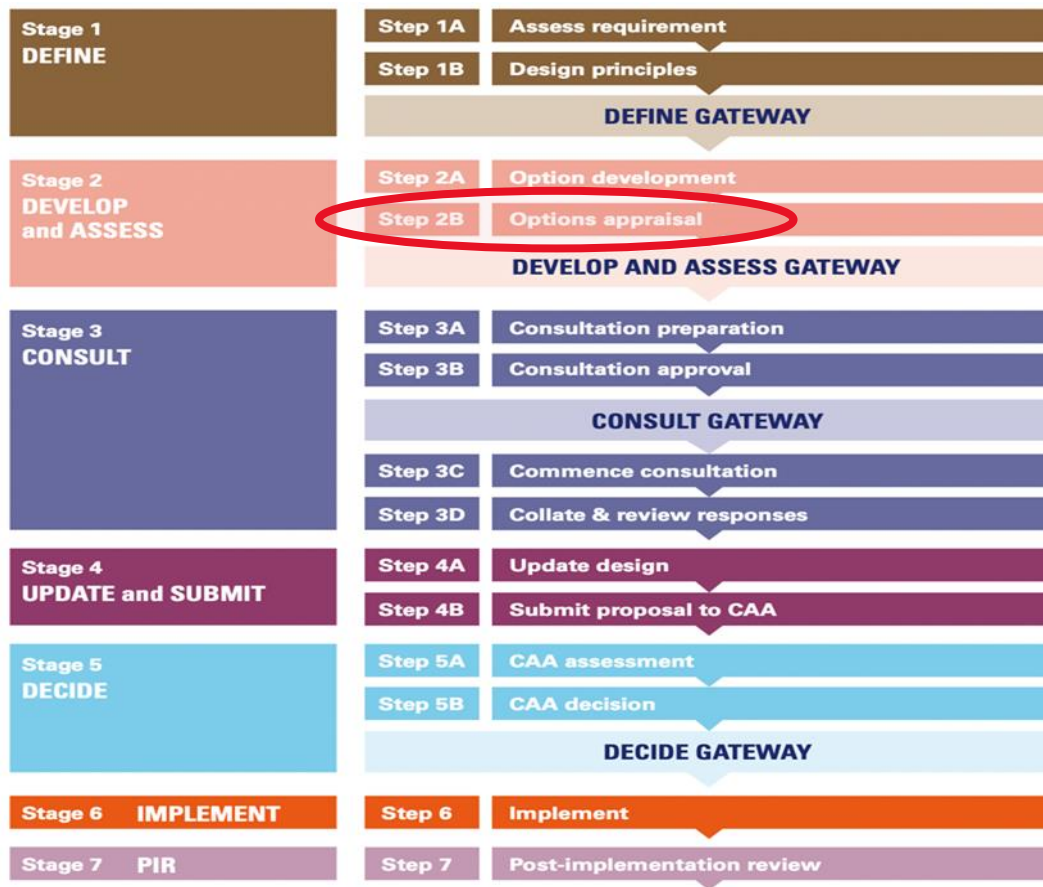 Stage 1
DEFINE
Step 1A Assess requirement
Step 1B Design principles
DEFINE GATEWAY
Stage 2
DEVELOP
and ASSESS
Step 2A Option development
Step 2B Options appraisal
DEVELOP AND ASSESS GATEWAY
Stage 3
CONSULT
Step 3A Consultation preparation
Step 3B Consultation approval
CONSULT GATEWAY
Step 3C Commence consultation
Step 3D Collate & review responses
Stage 4
UPDATE and SUBMIT
Step 4A Update design
Step 4B Submit proposal to CAA
Stage 5
DECIDE
Step 5A CAA assessment
Step 5B CAA decision
DECIDE GATEWAY
Stage 6 IMPLEMENT
Step 6 Implement
Stage 7 PIR
Step 7 Post-implementation review